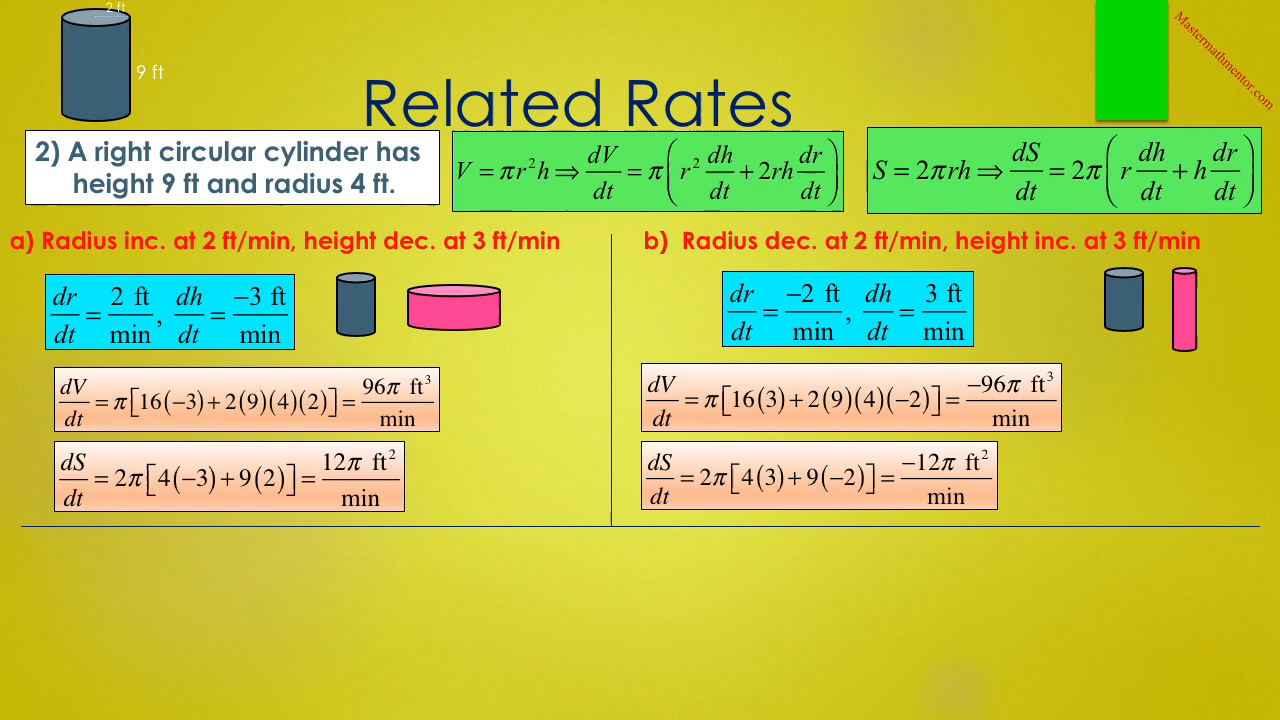 2 ft
9 ft
Mastermathmentor.com
Related Rates
2) A right circular cylinder has
height 9 ft and radius 4 ft.
V = πr²h ⇒ dV/dt = π(r² dh/dt + 2rh dr/dt)
S = 2πrh ⇒ dS/dt = 2π(r dh/dt + h dr/dt)
a) Radius inc. at 2 ft/min, height dec. at 3 ft/min
dr/dt = 2 ft/min, dh/dt = −3 ft/min
dV/dt = π[16(−3) + 2(9)(4)(2)] = 96π ft³/min
dS/dt = 2π[4(−3) + 9(2)] = 12π ft²/min
b) Radius dec. at 2 ft/min, height inc. at 3 ft/min
dr/dt = −2 ft/min, dh/dt = 3 ft/min
dV/dt = π[16(3) + 2(9)(4)(−2)] = −96π ft³/min
dS/dt = 2π[4(3) + 9(−2)] = −12π ft²/min